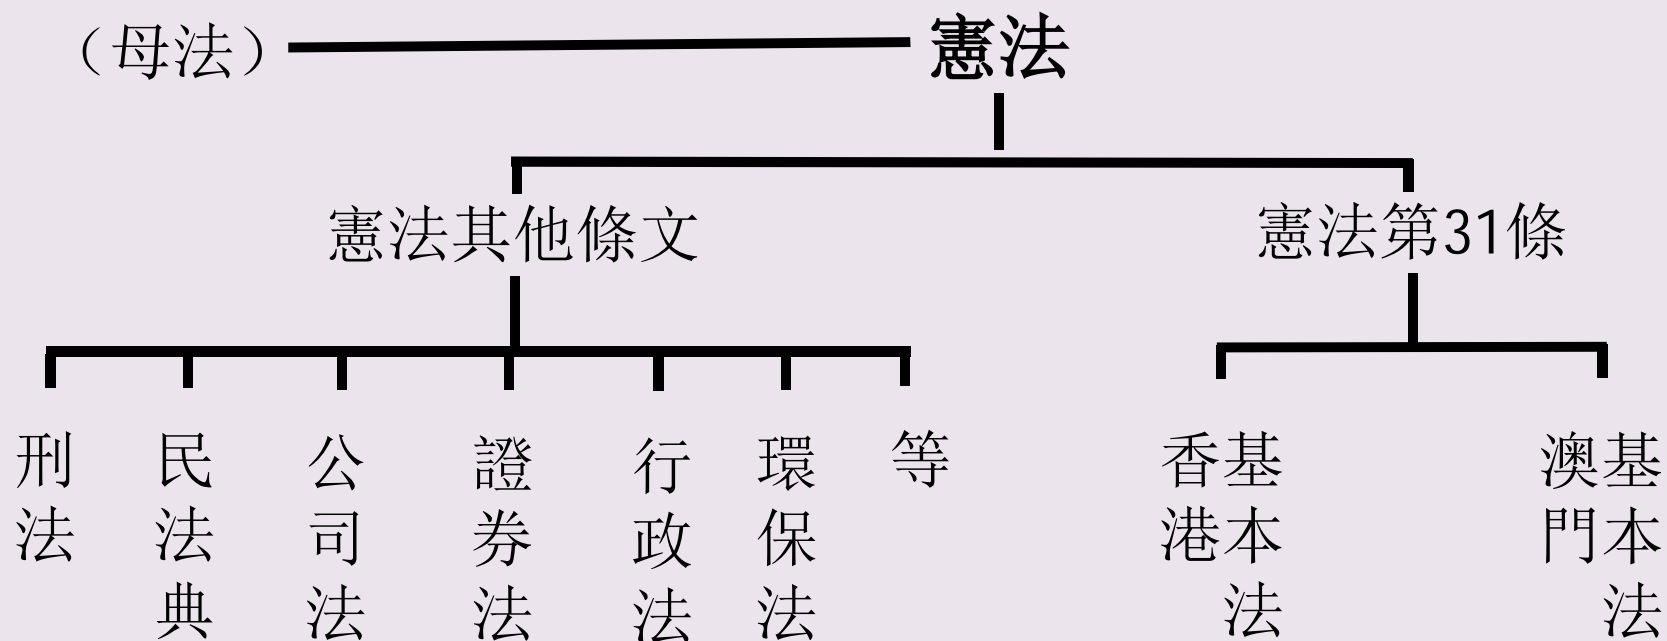 （母法）
憲法
憲法其他條文
憲法第31條
刑法
民法典
公司法
證券法
行政法
環保法
等
香港
基本法
澳門
基本法